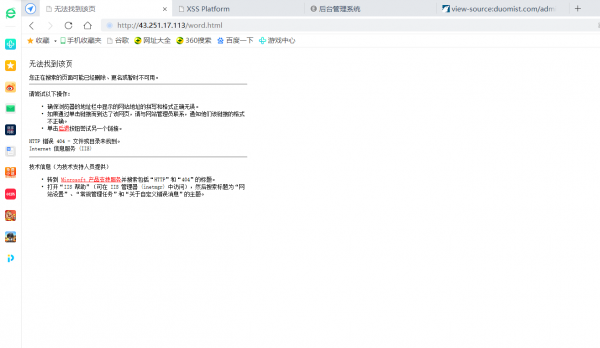 无法找到该页
XSS Platform
后台管理系统
view-source:duomist.com/adm
http://43.251.17.113/word.html
收藏
手机收藏夹
谷歌
网址大全
360搜索
百度一下
游戏中心
无法找到该页
您正在搜索的页面可能已经删除、更名或暂时不可用。
请尝试以下操作:
确保浏览器的地址栏中显示的网站地址的拼写和格式正确无误。
如果通过单击链接而到达了该网页,请与网站管理员联系,通知他们该链接的格式
不正确。
单击后退按钮尝试另一个链接。
HTTP 错误 404 - 文件或目录未找到。
Internet 信息服务 (IIS)
技术信息(为技术支持人员提供)
转到 Microsoft 产品支持服务并搜索包括“HTTP”和“404”的标题。
打开“IIS 帮助”(可在 IIS 管理器 (inetmgr) 中访问),然后搜索标题为“网
站设置”、“常规管理任务”和“关于自定义错误消息”的主题。